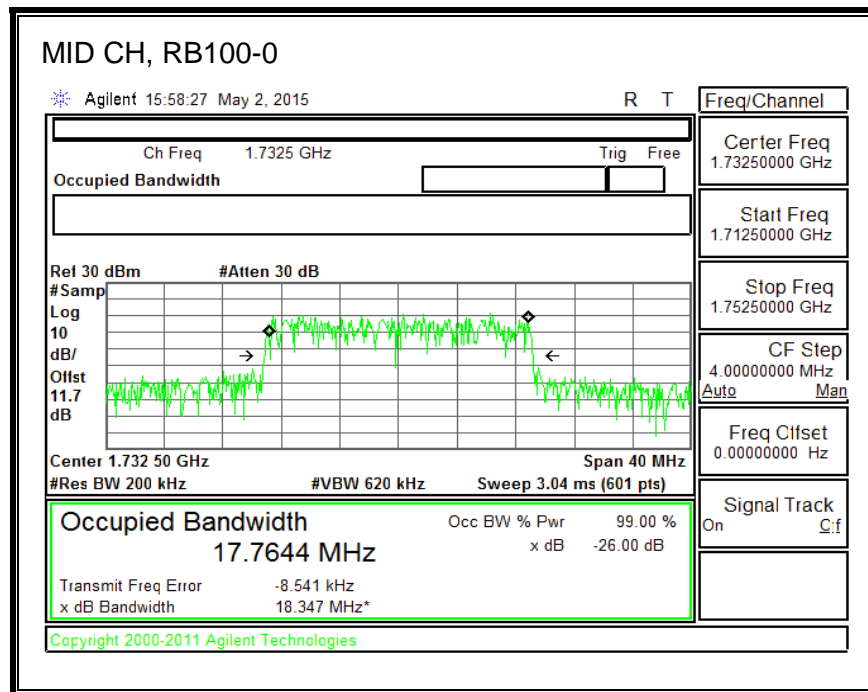 MID CH, RB100-0
Agilent 15:58:27 May 2, 2015 R T
Freq/Channel
Ch Freq 1.7325 GHz Trig Free
Occupied Bandwidth
Center Freq
1.73250000 GHz
Start Freq
1.71250000 GHz
Stop Freq
1.75250000 GHz
CF Step
4.00000000 MHz
Auto Man
Freq Offset
0.00000000 Hz
Signal Track
On Off
Ref 30 dBm #Atten 30 dB
#Samp
Log
10
dB/
Offst
11.7
dB
Center 1.732 50 GHz Span 40 MHz
#Res BW 200 kHz #VBW 620 kHz Sweep 3.04 ms (601 pts)
Occupied Bandwidth
17.7644 MHz
Occ BW % Pwr 99.00 %
x dB -26.00 dB
Transmit Freq Error -8.541 kHz
x dB Bandwidth 18.347 MHz*
Copyright 2000-2011 Agilent Technologies